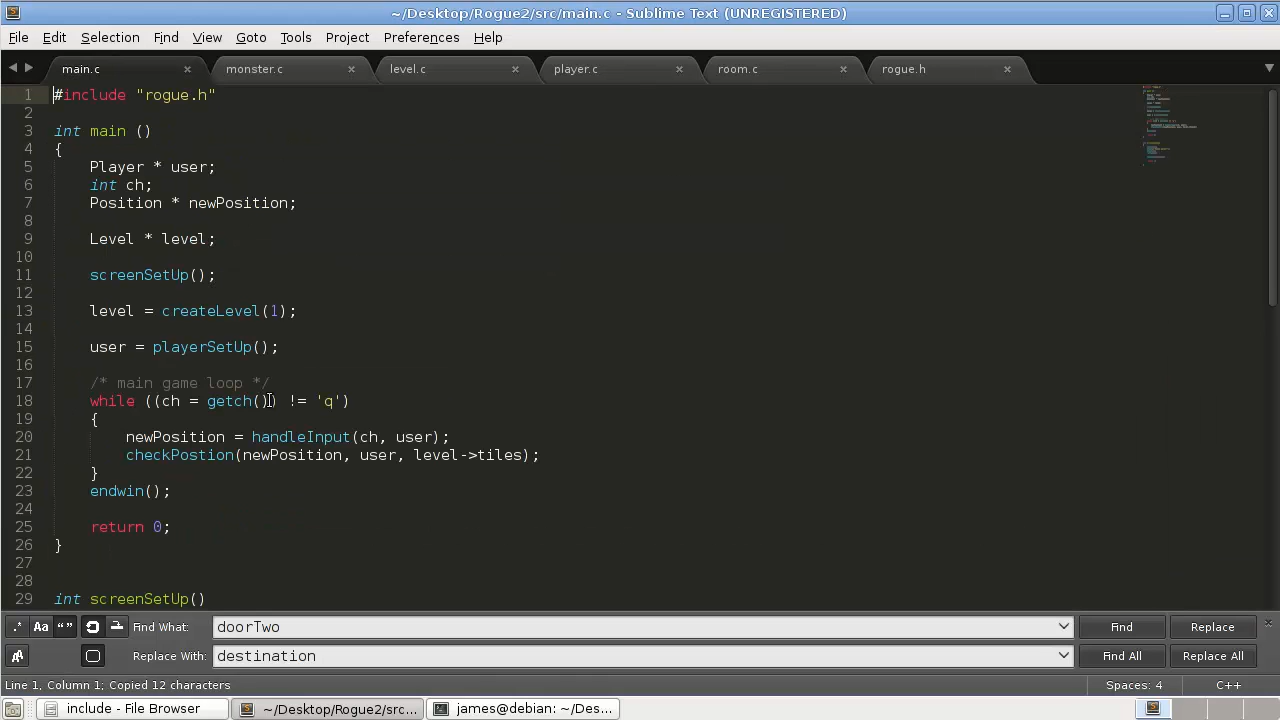 ~/Desktop/Rogue2/src/main.c - Sublime Text (UNREGISTERED)
File Edit Selection Find View Goto Tools Project Preferences Help
main.c monster.c level.c player.c room.c rogue.h
1 #include "rogue.h"
2
3 int main ()
4 {
5 Player * user;
6 int ch;
7 Position * newPosition;
8
9 Level * level;
10
11 screenSetUp();
12
13 level = createLevel(1);
14
15 user = playerSetUp();
16
17 /* main game loop */
18 while ((ch = getch()) != 'q')
19 {
20 newPosition = handleInput(ch, user);
21 checkPostion(newPosition, user, level->tiles);
22 }
23 endwin();
24
25 return 0;
26 }
27
28
29 int screenSetUp()
.* Aa “” Find What: doorTwo Find Replace
Replace With: destination Find All Replace All
Line 1, Column 1; Copied 12 characters Spaces: 4 C++
include - File Browser ~/Desktop/Rogue2/src... james@debian: ~/Des...